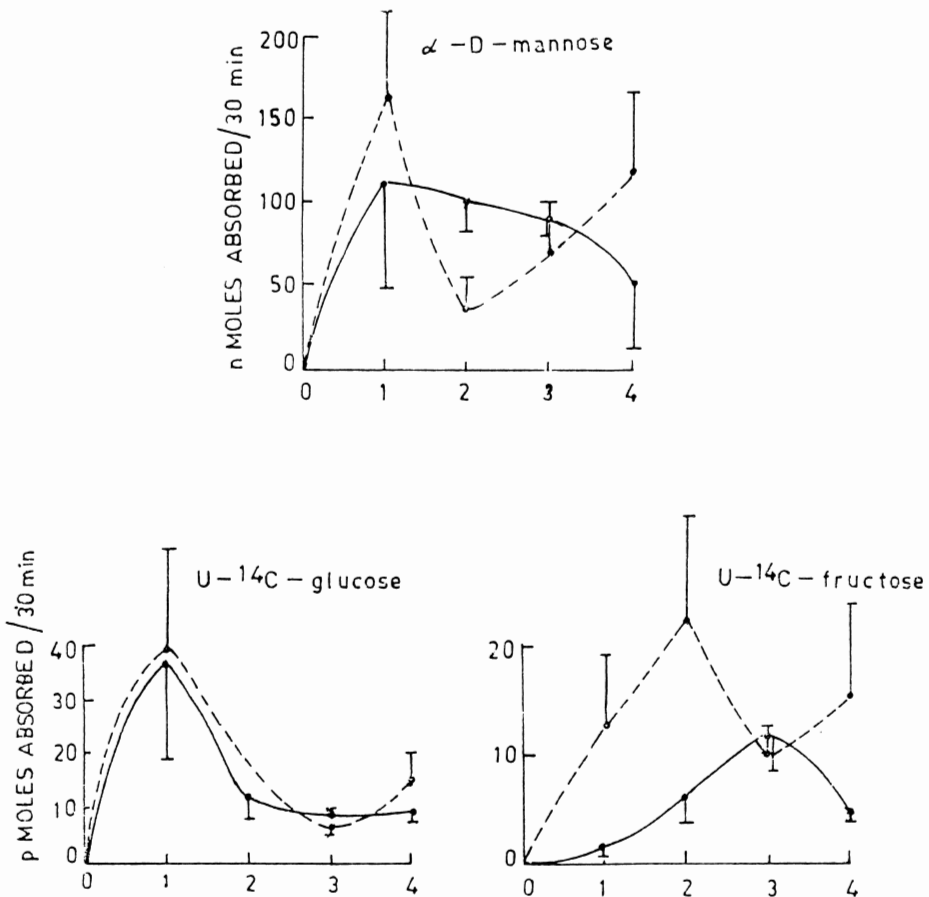 α -D-mannose
n MOLES ABSORBED/30 min
200
150
100
50
0
0 1 2 3 4
U-14C-glucose
p MOLES ABSORBED/30min
40
30
20
10
0
0 1 2 3 4
U-14C-fructose
20
10
0
0 1 2 3 4